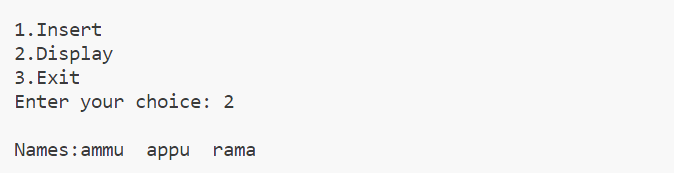 1.Insert
2.Display
3.Exit
Enter your choice: 2
Names:ammu  appu  rama